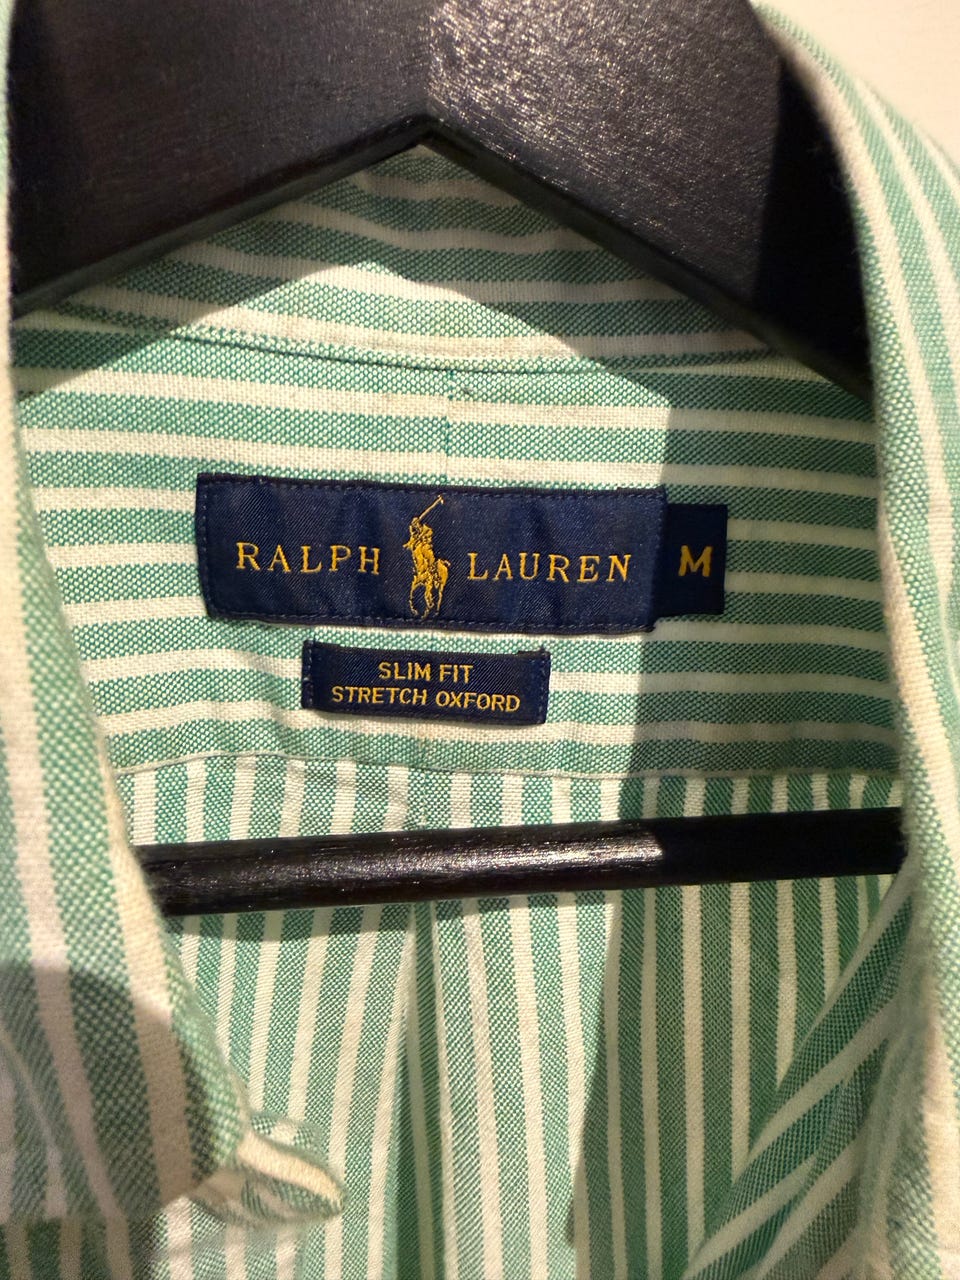 RALPH LAUREN M
SLIM FIT
STRETCH OXFORD